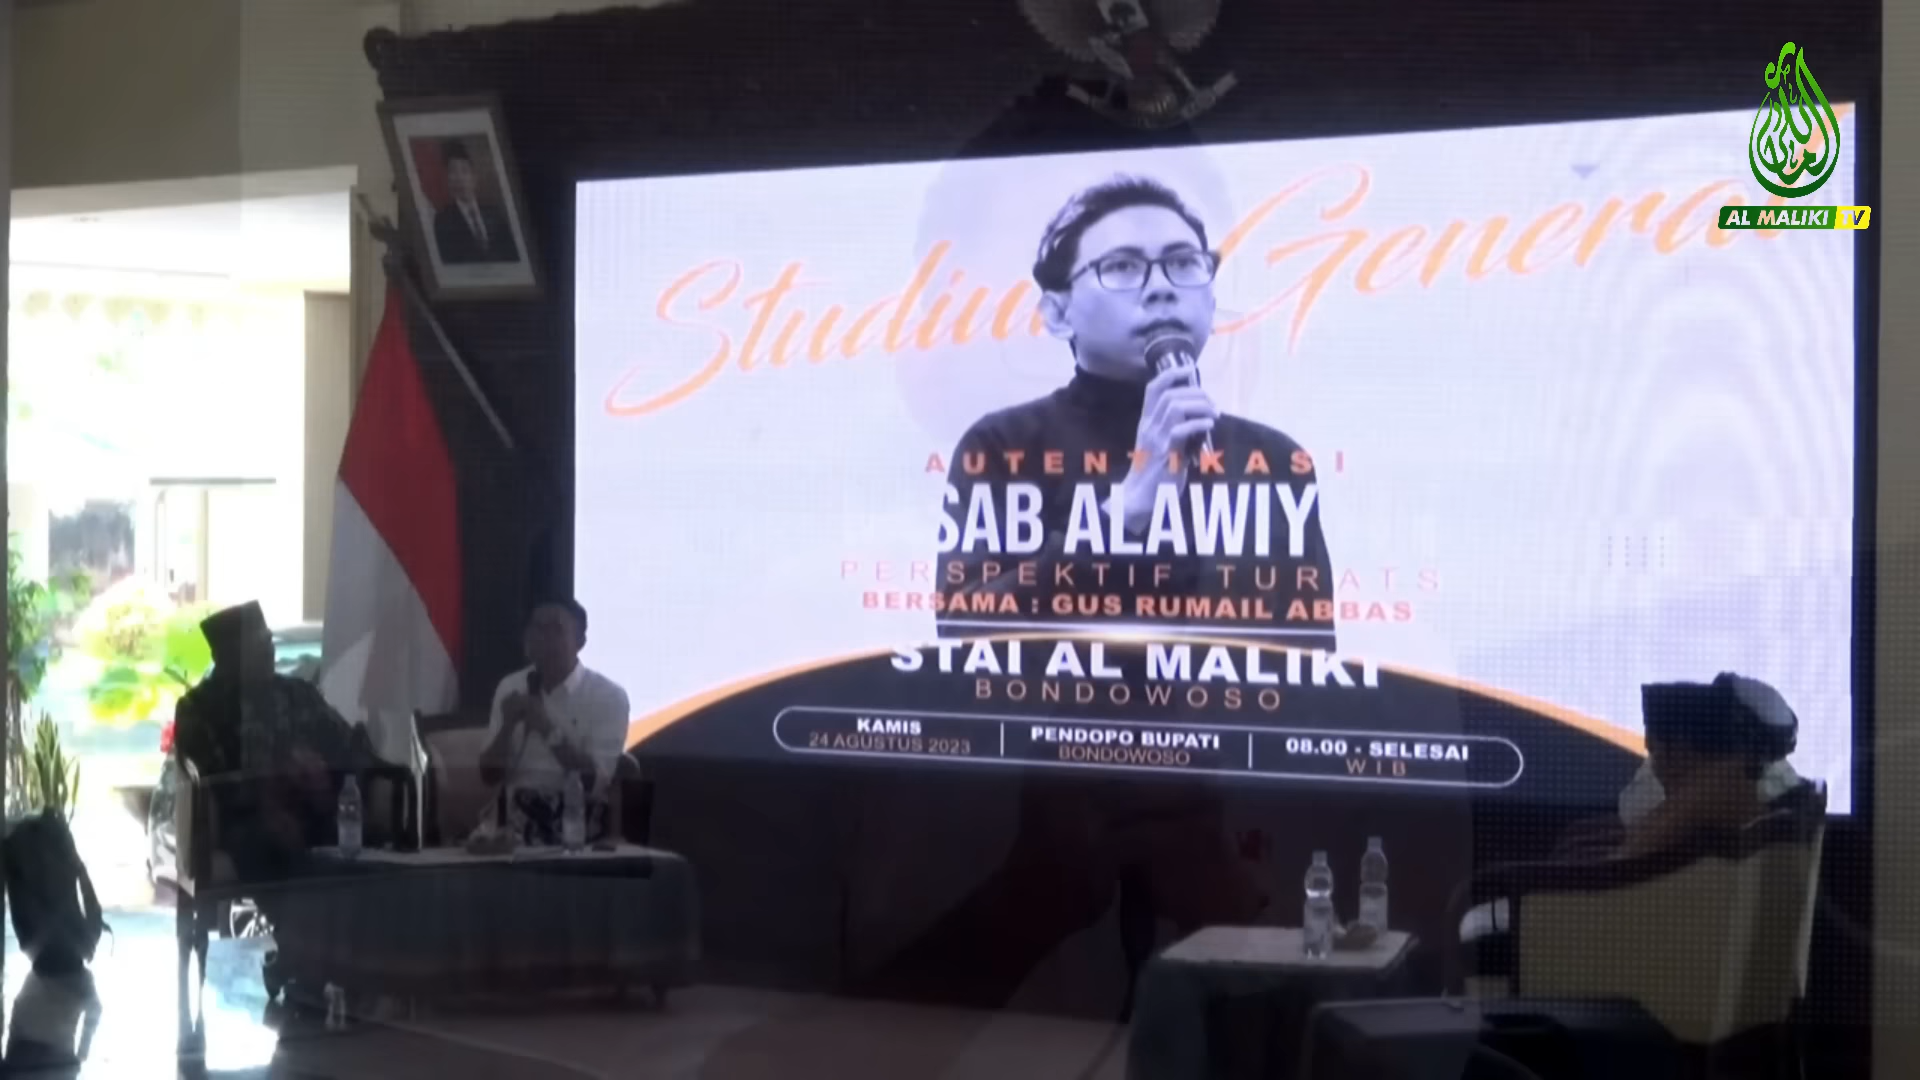 AL MALIKI TV
Studium General
AUTENTIKASI
SAB ALAWIY
PERSPEKTIF TURATS
BERSAMA : GUS RUMAIL ABBAS
STAI AL MALIKI
BONDOWOSO
KAMIS
24 AGUSTUS 2023
PENDOPO BUPATI
BONDOWOSO
08.00 - SELESAI
WIB